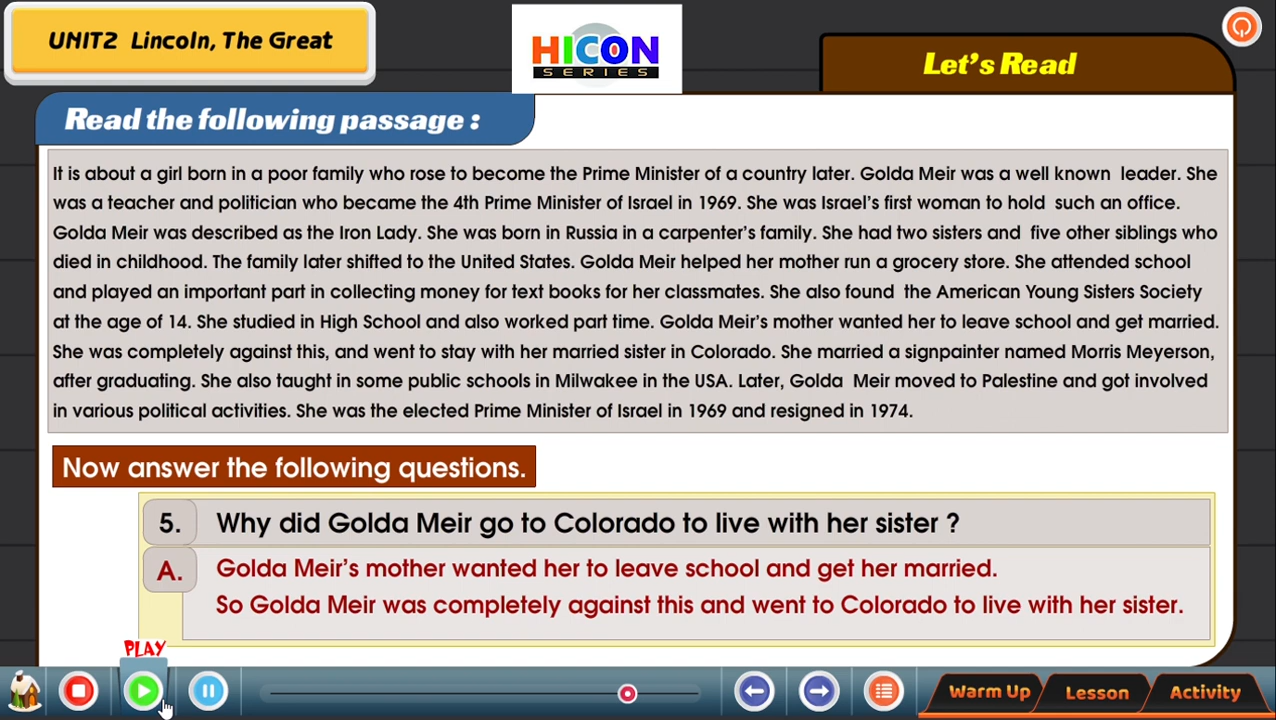 UNIT2 Lincoln, The Great
HICON
SERIES
Let's Read
Read the following passage :
It is about a girl born in a poor family who rose to become the Prime Minister of a country later. Golda Meir was a well known leader. She
was a teacher and politician who became the 4th Prime Minister of Israel in 1969. She was Israel's first woman to hold such an office.
Golda Meir was described as the Iron Lady. She was born in Russia in a carpenter's family. She had two sisters and five other siblings who
died in childhood. The family later shifted to the United States. Golda Meir helped her mother run a grocery store. She attended school
and played an important part in collecting money for text books for her classmates. She also found the American Young Sisters Society
at the age of 14. She studied in High School and also worked part time. Golda Meir's mother wanted her to leave school and get married.
She was completely against this, and went to stay with her married sister in Colorado. She married a signpainter named Morris Meyerson,
after graduating. She also taught in some public schools in Milwakee in the USA. Later, Golda Meir moved to Palestine and got involved
in various political activities. She was the elected Prime Minister of Israel in 1969 and resigned in 1974.
Now answer the following questions.
5. Why did Golda Meir go to Colorado to live with her sister ?
A. Golda Meir's mother wanted her to leave school and get her married.
So Golda Meir was completely against this and went to Colorado to live with her sister.
PLAY
Warm Up Lesson Activity